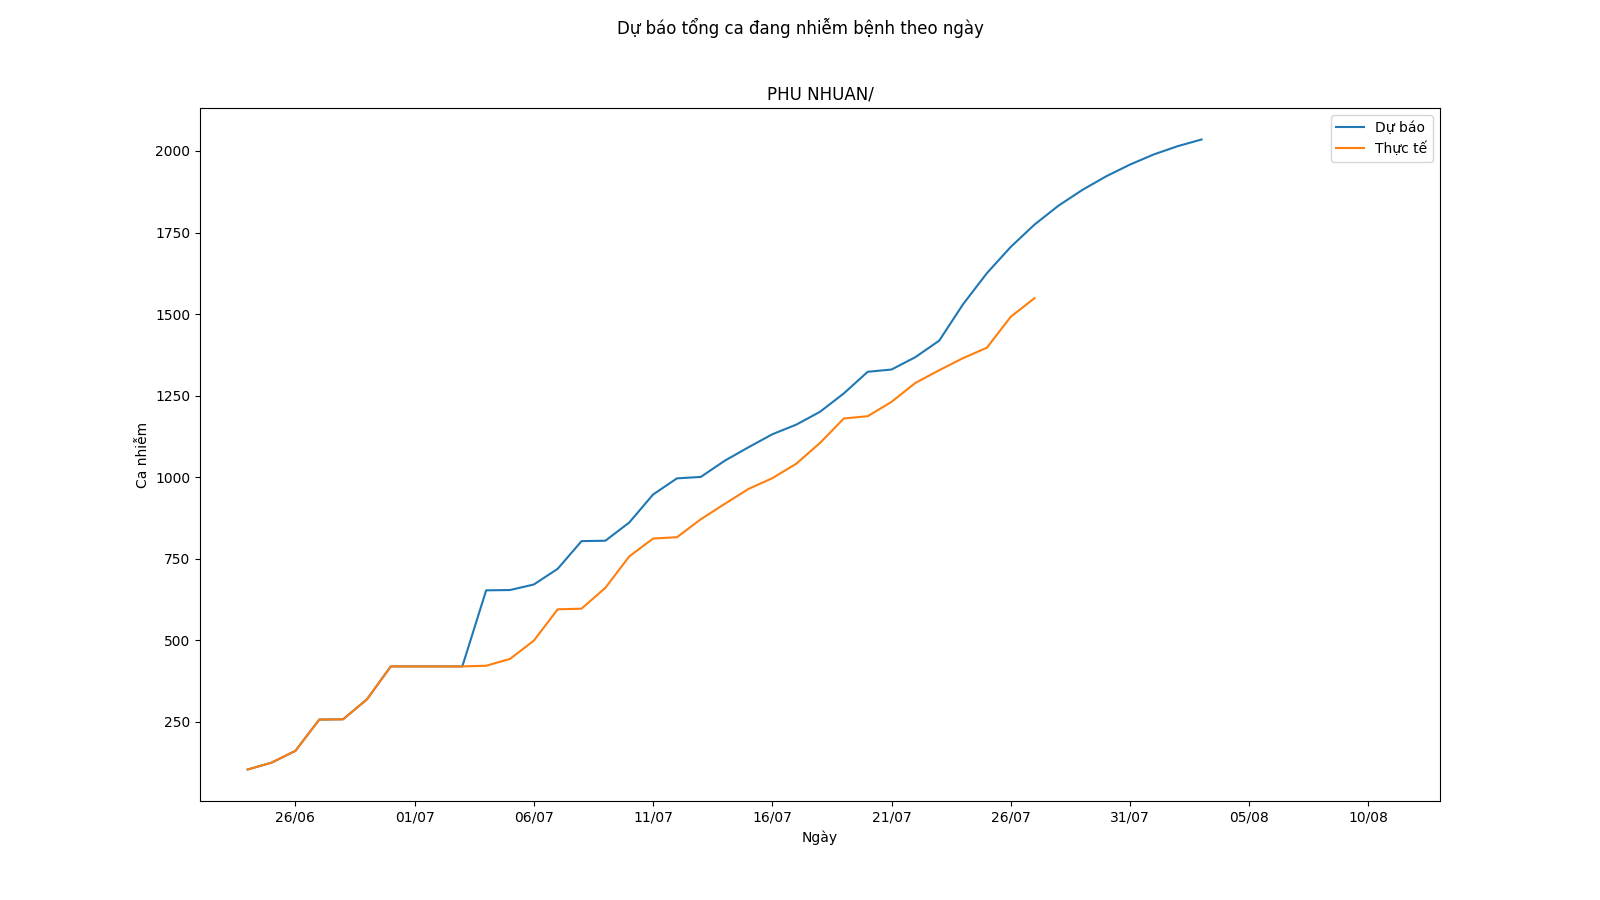 Dự báo tổng ca đang nhiễm bệnh theo ngày
PHU NHUAN/
Dự báo
Thực tế
2000
1750
1500
1250
1000
750
500
250
Ca nhiễm
26/06 01/07 06/07 11/07 16/07 21/07 26/07 31/07 05/08 10/08
Ngày